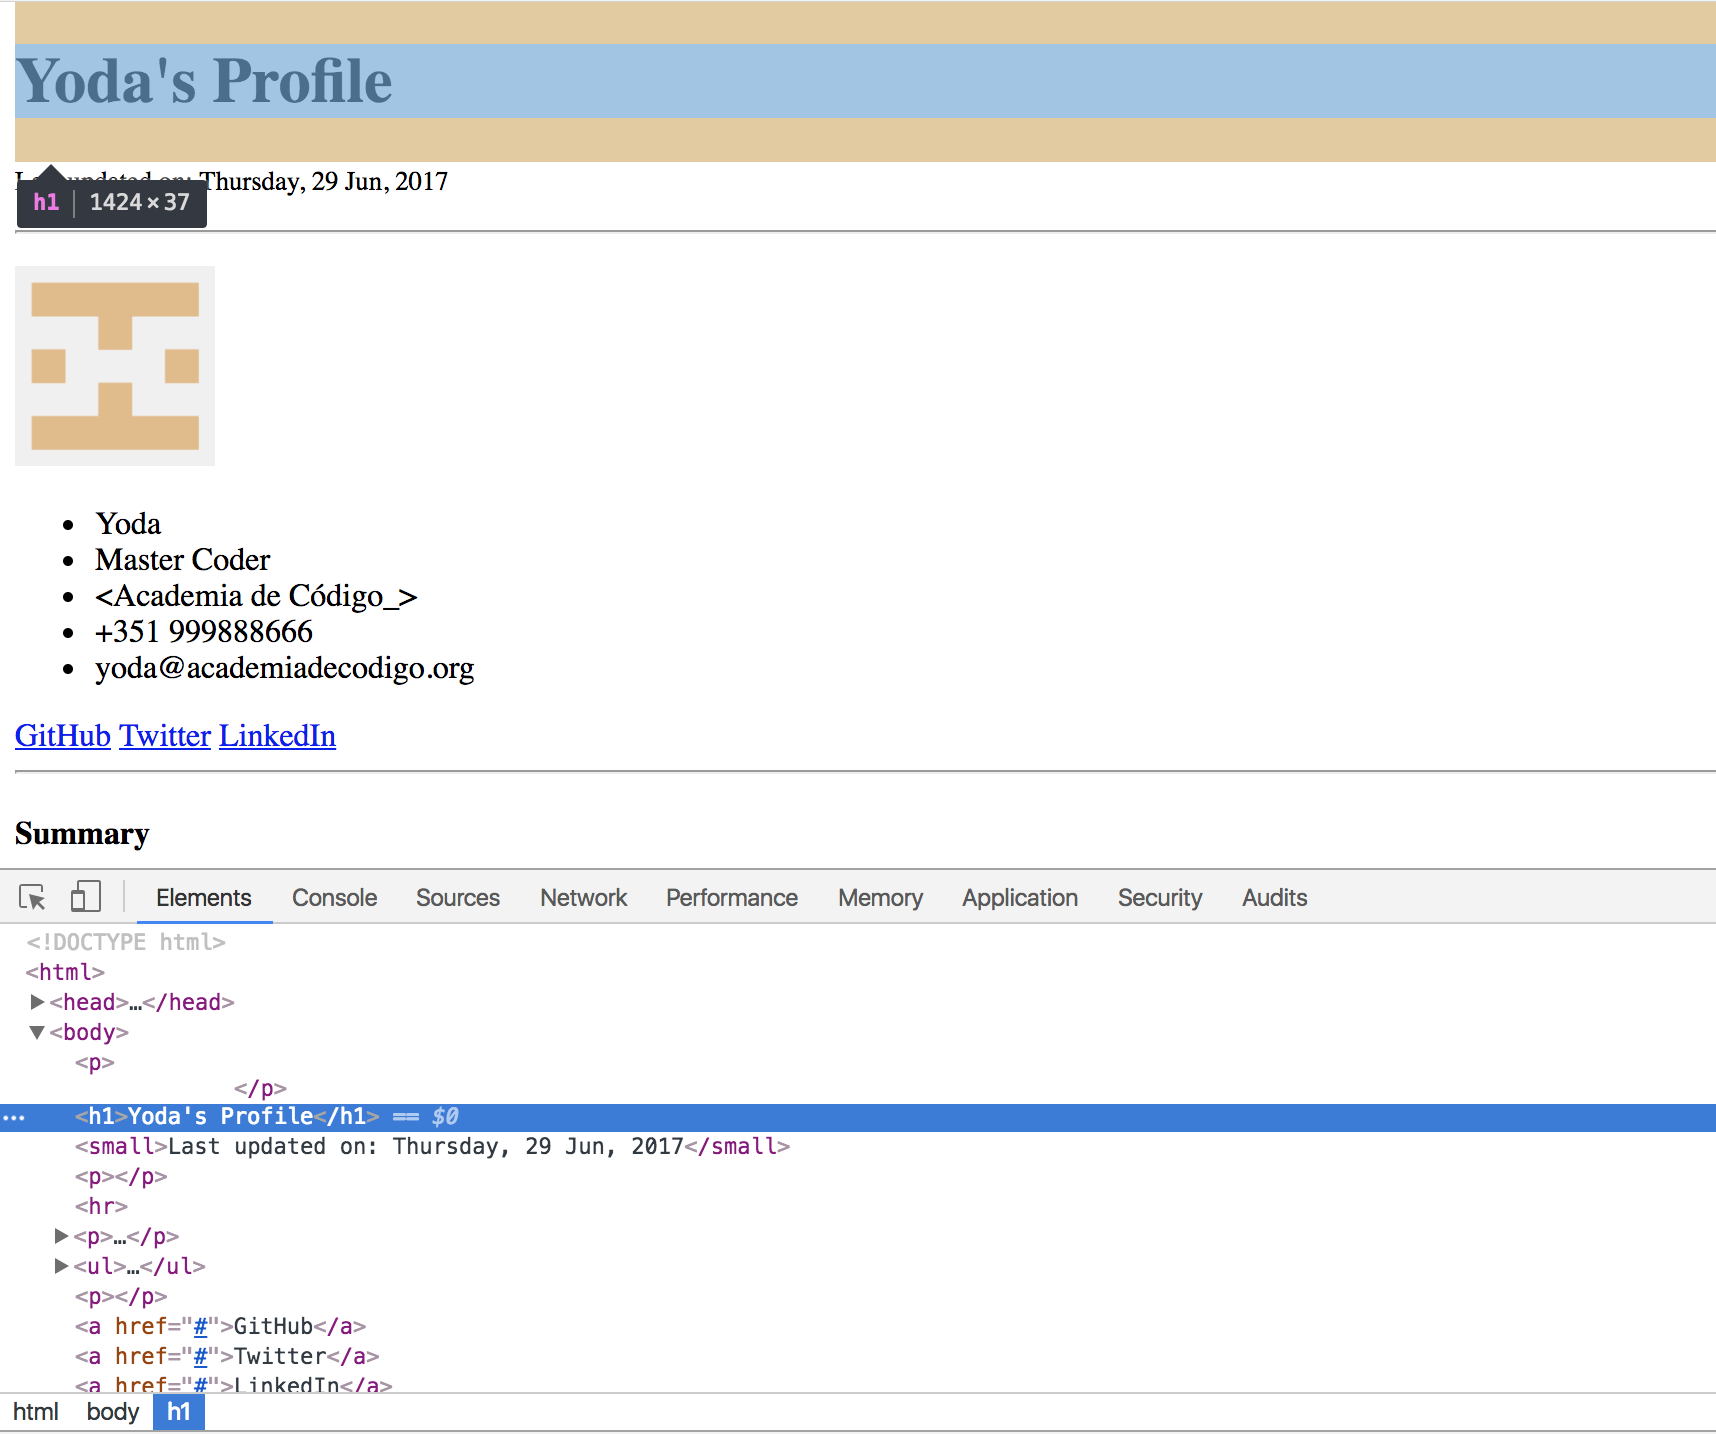 Yoda's Profile
Last updated on: Thursday, 29 Jun, 2017
h1 1424 × 37
Yoda
Master Coder
<Academia de Código_>
+351 999888666
yoda@academiadecodigo.org
GitHub Twitter LinkedIn
Summary
Elements Console Sources Network Performance Memory Application Security Audits
<!DOCTYPE html>
<html>
<head>…</head>
<body>
<p>
</p>
<h1>Yoda's Profile</h1> == $0
<small>Last updated on: Thursday, 29 Jun, 2017</small>
<p></p>
<hr>
<p>…</p>
<ul>…</ul>
<p></p>
<a href="#">GitHub</a>
<a href="#">Twitter</a>
<a href="#">LinkedIn</a>
html body h1